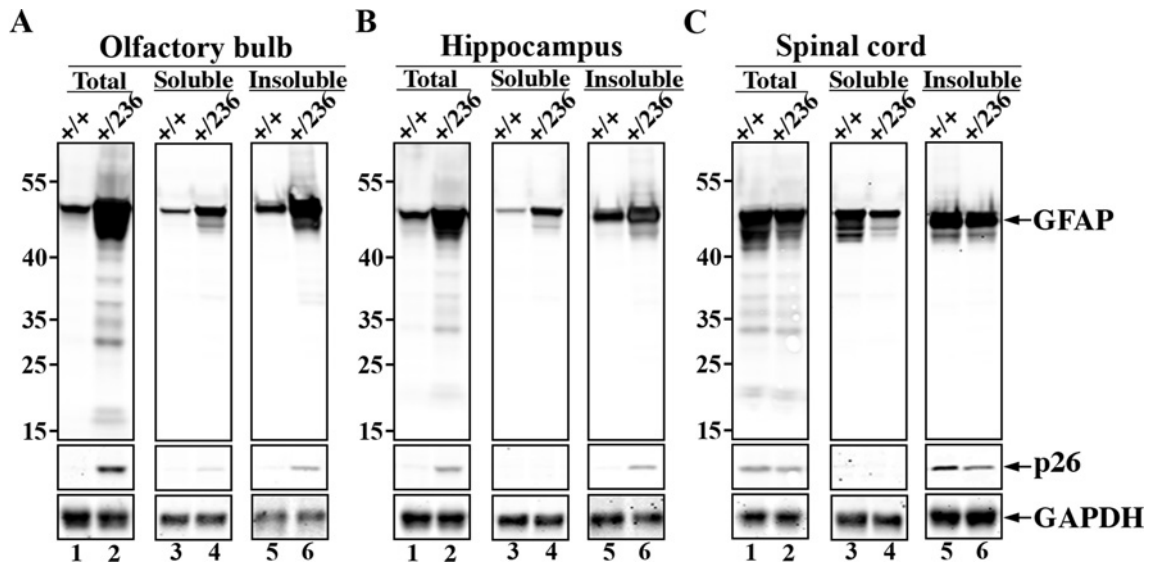 A
Olfactory bulb
Total Soluble Insoluble
+/+ +/236 +/+ +/236 +/+ +/236
55
40
35
25
15
1 2 3 4 5 6
B
Hippocampus
Total Soluble Insoluble
+/+ +/236 +/+ +/236 +/+ +/236
55
40
35
25
15
1 2 3 4 5 6
C
Spinal cord
Total Soluble Insoluble
+/+ +/236 +/+ +/236 +/+ +/236
55
40
35
25
15
GFAP
p26
GAPDH
1 2 3 4 5 6